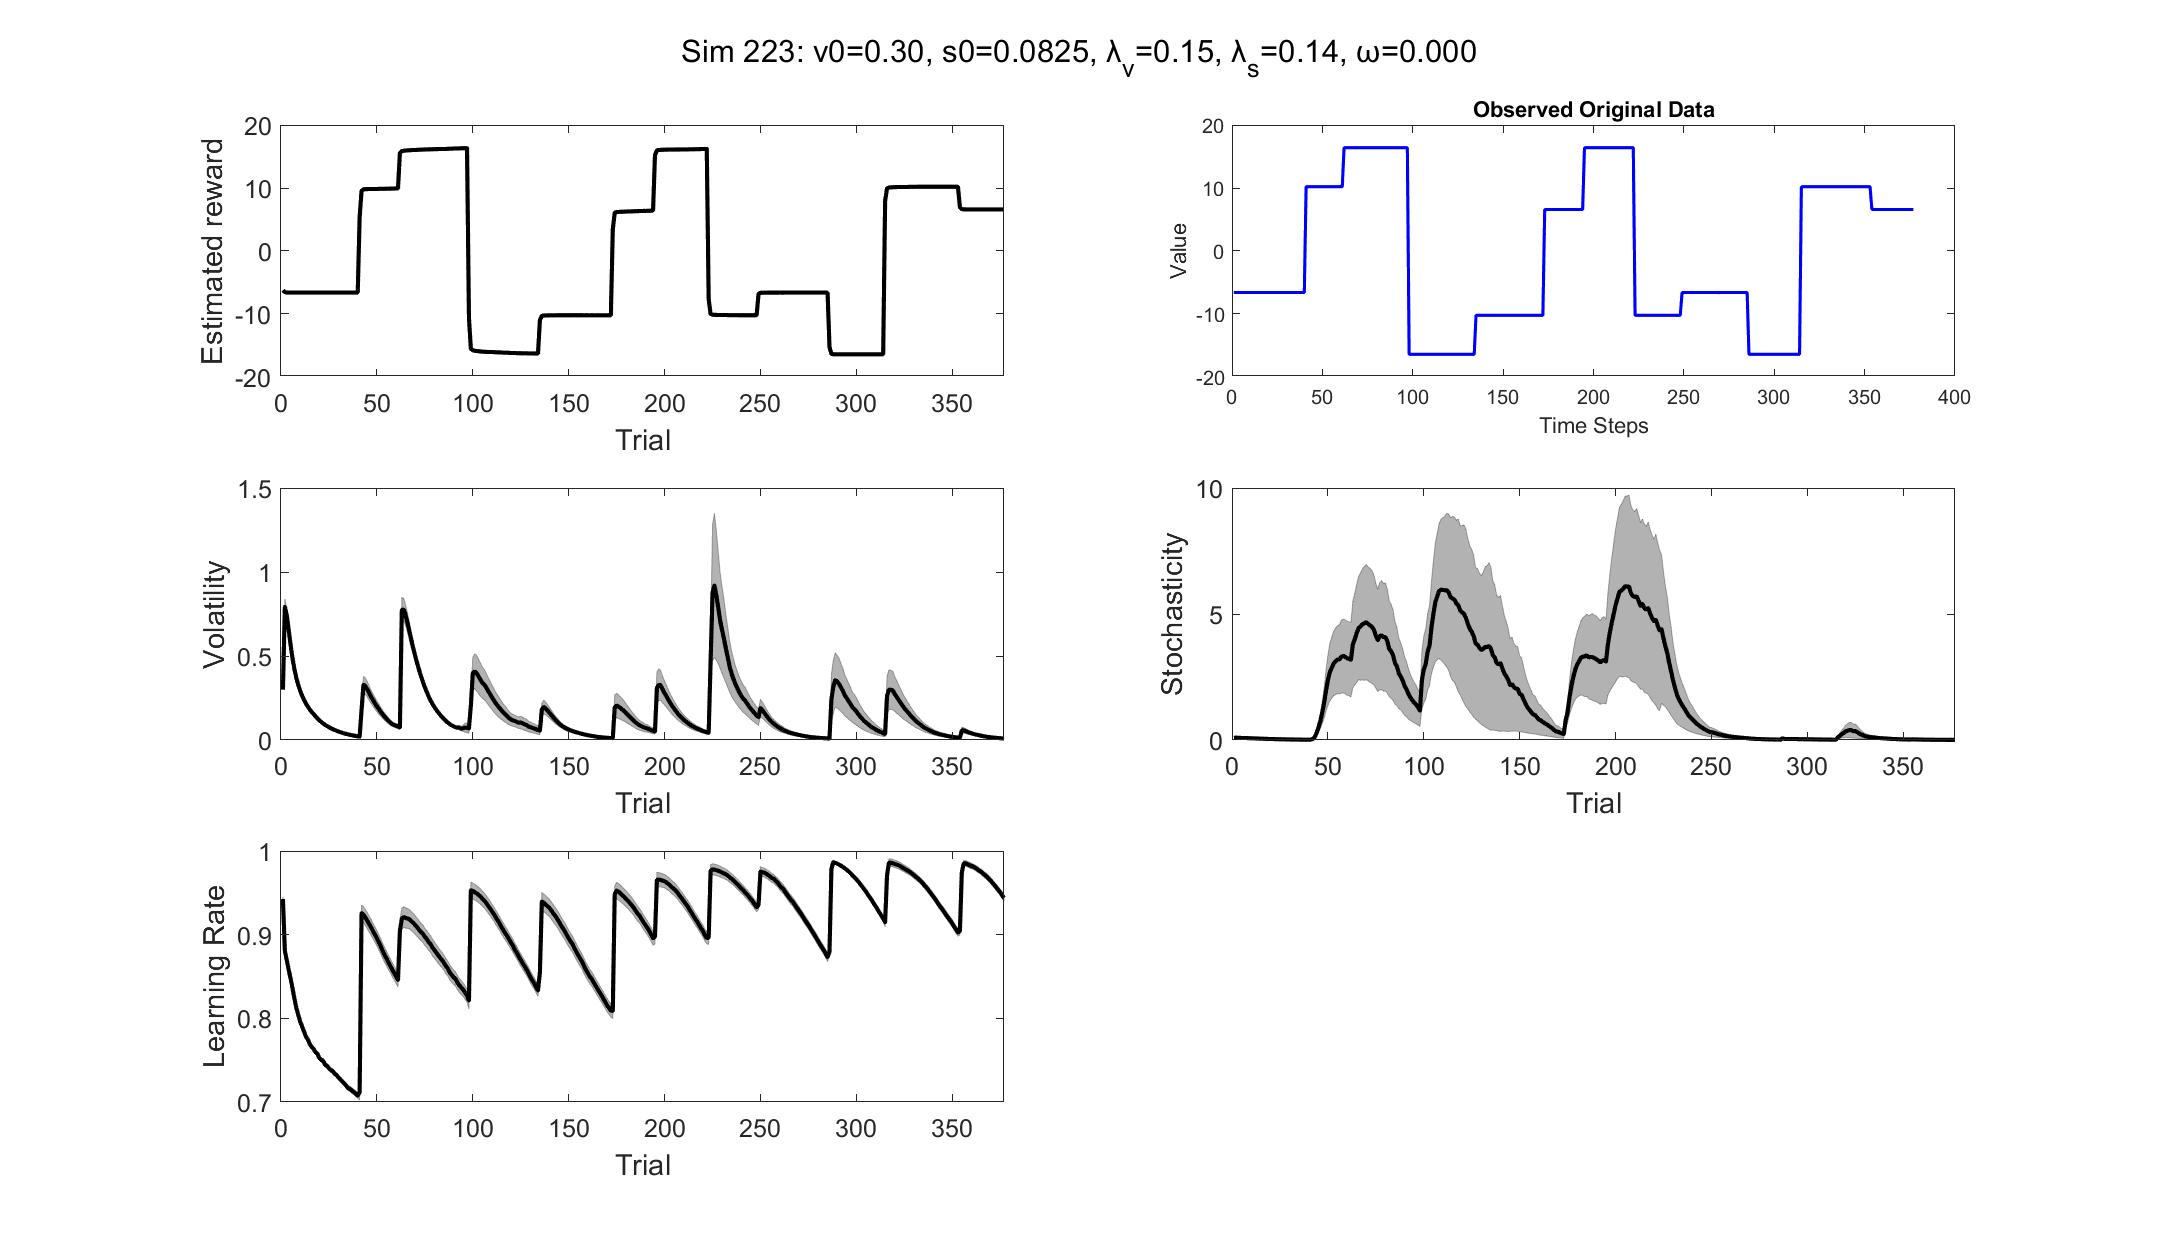 Sim 223: v0=0.30, s0=0.0825, λv=0.15, λs=0.14, ω=0.000
Estimated reward
20
10
0
-10
-20
0 50 100 150 200 250 300 350
Trial
Observed Original Data
Value
20
10
0
-10
-20
0 50 100 150 200 250 300 350 400
Time Steps
Volatility
1.5
1
0.5
0
0 50 100 150 200 250 300 350
Trial
Stochasticity
10
5
0
0 50 100 150 200 250 300 350
Trial
Learning Rate
1
0.9
0.8
0.7
0 50 100 150 200 250 300 350
Trial